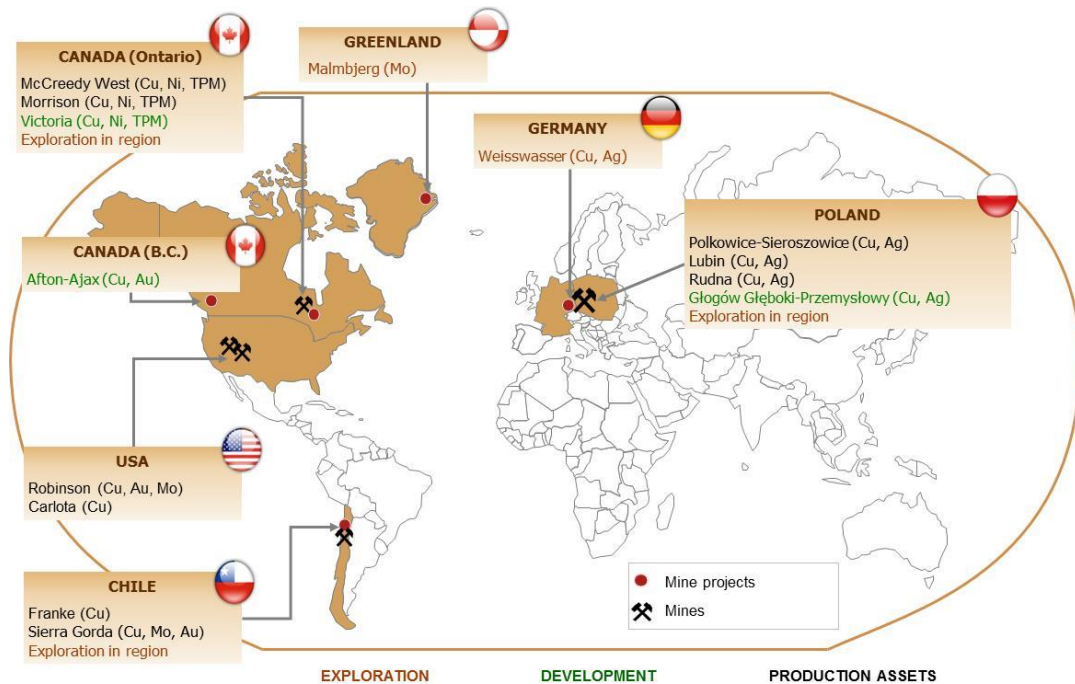 CANADA (Ontario)
McCreedy West (Cu, Ni, TPM)
Morrison (Cu, Ni, TPM)
Victoria (Cu, Ni, TPM)
Exploration in region
GREENLAND
Malmbjerg (Mo)
GERMANY
Weisswasser (Cu, Ag)
POLAND
Polkowice-Sieroszowice (Cu, Ag)
Lubin (Cu, Ag)
Rudna (Cu, Ag)
Głogów Głęboki-Przemysłowy (Cu, Ag)
Exploration in region
CANADA (B.C.)
Afton-Ajax (Cu, Au)
USA
Robinson (Cu, Au, Mo)
Carlota (Cu)
CHILE
Franke (Cu)
Sierra Gorda (Cu, Mo, Au)
Exploration in region
Mine projects
Mines
EXPLORATION DEVELOPMENT PRODUCTION ASSETS